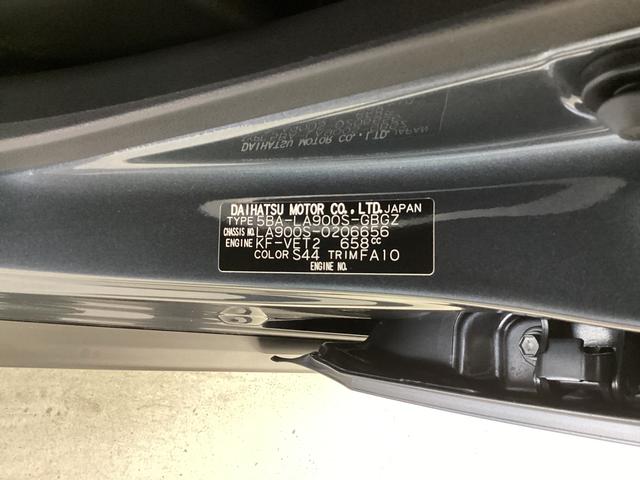 DAIHATSU MOTOR CO., LTD. JAPAN
TYPE 5BA-LA900S-GBGZ
CHASSIS NO. LA900S-0206656
ENGINE KF-VET2 658cc
COLOR S44 TRIM FA10
ENGINE NO.